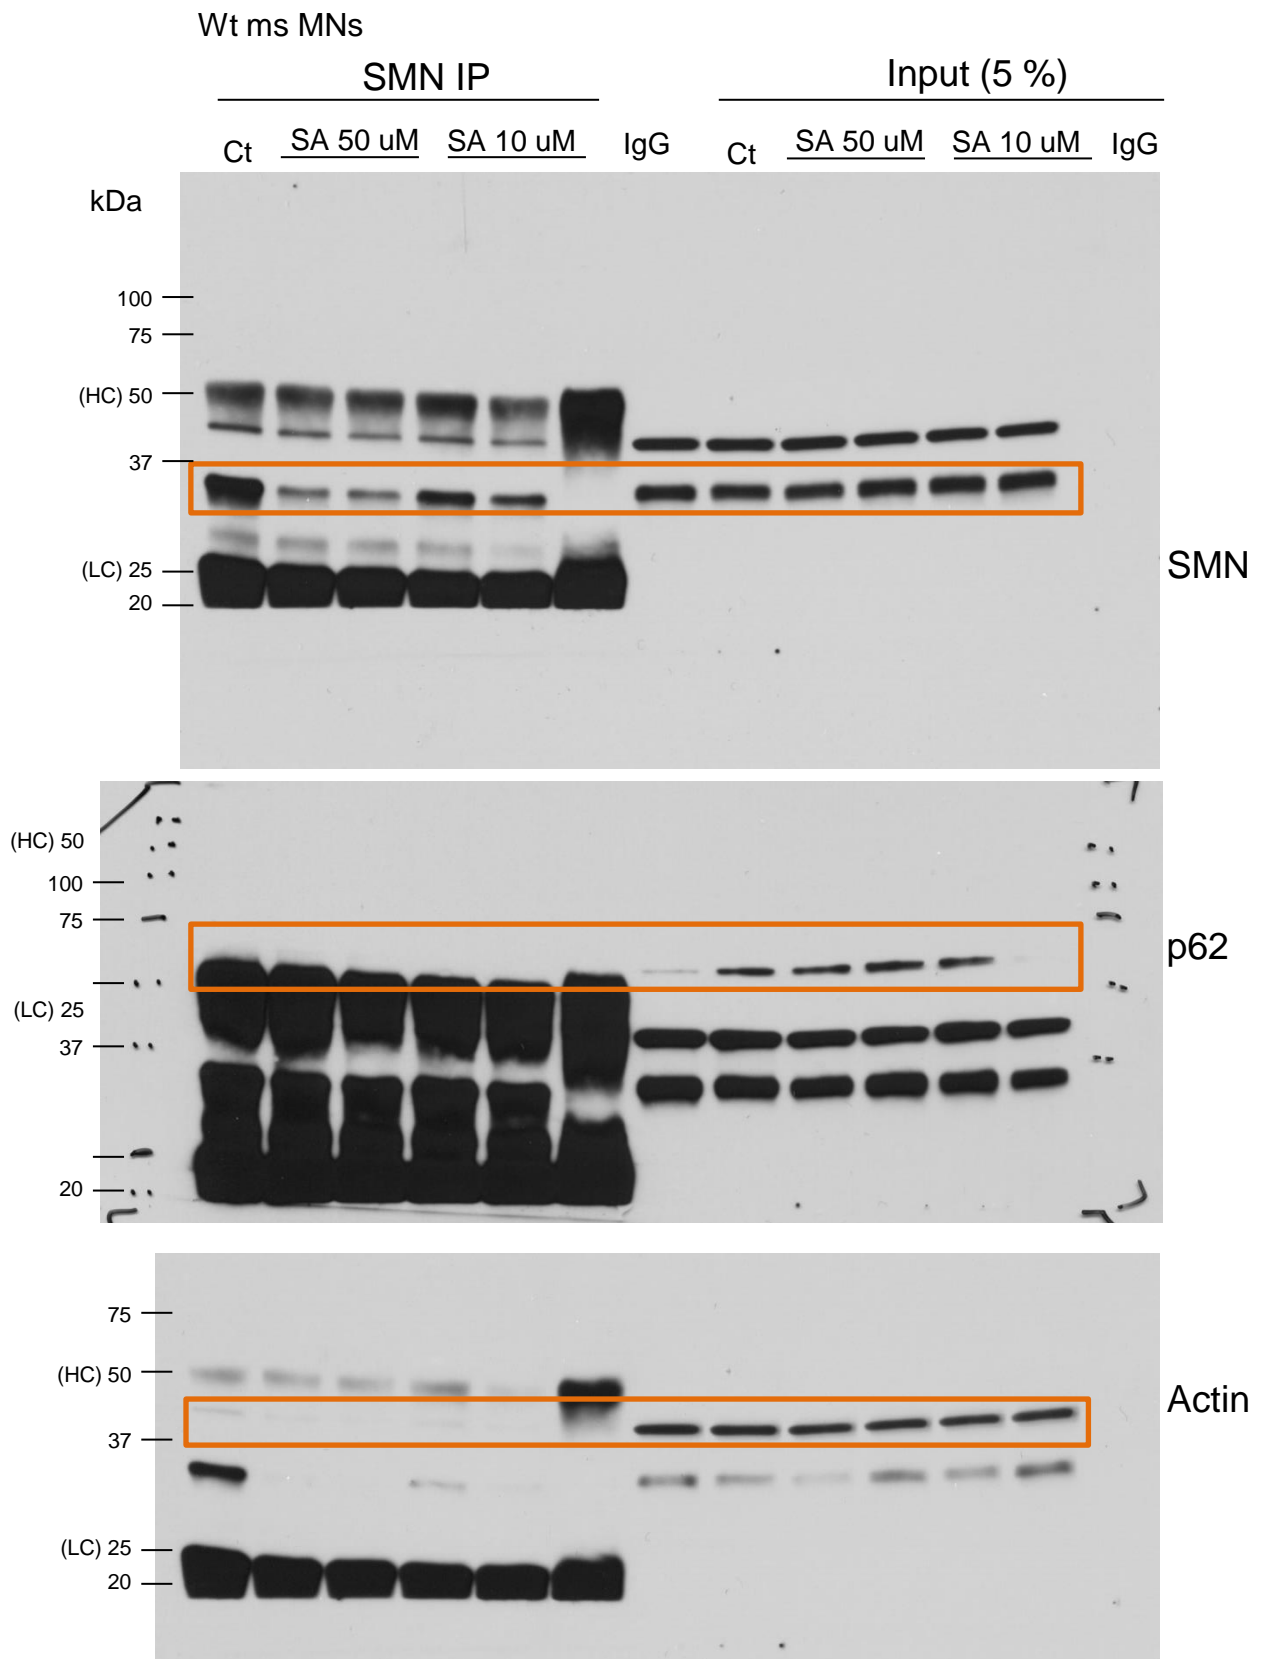 Wt ms MNs
SMN IP Input (5 %)
Ct SA 50 uM SA 10 uM IgG Ct SA 50 uM SA 10 uM IgG
kDa
100
75
(HC) 50
37
(LC) 25
20
SMN
(HC) 50
100
75
p62
(LC) 25
37
20
75
(HC) 50
Actin
37
(LC) 25
20